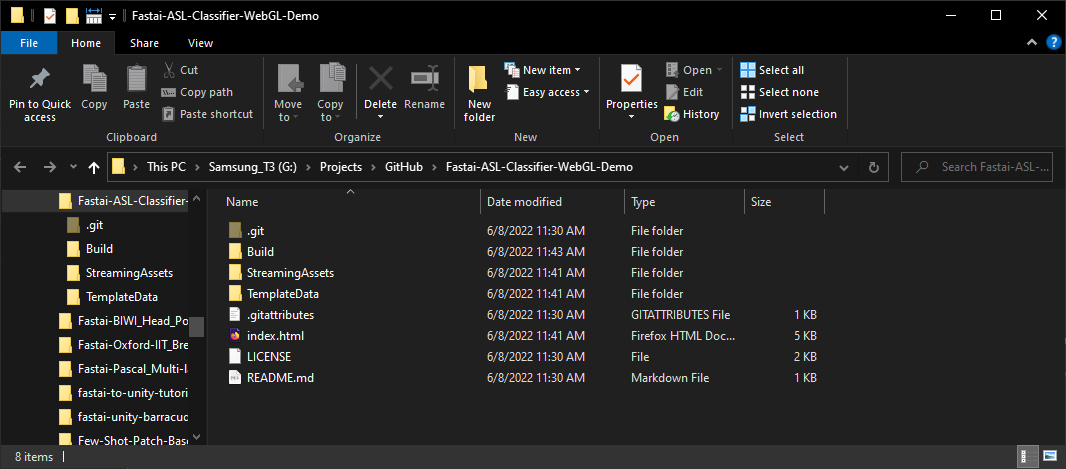 Fastai-ASL-Classifier-WebGL-Demo
File Home Share View
Pin to Quick access
Copy
Paste
Cut
Copy path
Paste shortcut
Clipboard
Move to
Copy to
Delete
Rename
Organize
New folder
New item
Easy access
New
Properties
Open
Edit
History
Open
Select all
Select none
Invert selection
Select
This PC > Samsung_T3 (G:) > Projects > GitHub > Fastai-ASL-Classifier-WebGL-Demo
Search Fastai-ASL-...
Fastai-ASL-Classifier-
.git
Build
StreamingAssets
TemplateData
Fastai-BIWI_Head_Po
Fastai-Oxford-IIT_Bre
Fastai-Pascal_Multi-l
fastai-to-unity-tutori
fastai-unity-barracud
Few-Shot-Patch-Base
Name Date modified Type Size
.git 6/8/2022 11:30 AM File folder
Build 6/8/2022 11:43 AM File folder
StreamingAssets 6/8/2022 11:41 AM File folder
TemplateData 6/8/2022 11:41 AM File folder
.gitattributes 6/8/2022 11:30 AM GITATTRIBUTES File 1 KB
index.html 6/8/2022 11:41 AM Firefox HTML Doc... 5 KB
LICENSE 6/8/2022 11:30 AM File 2 KB
README.md 6/8/2022 11:30 AM Markdown File 1 KB
8 items